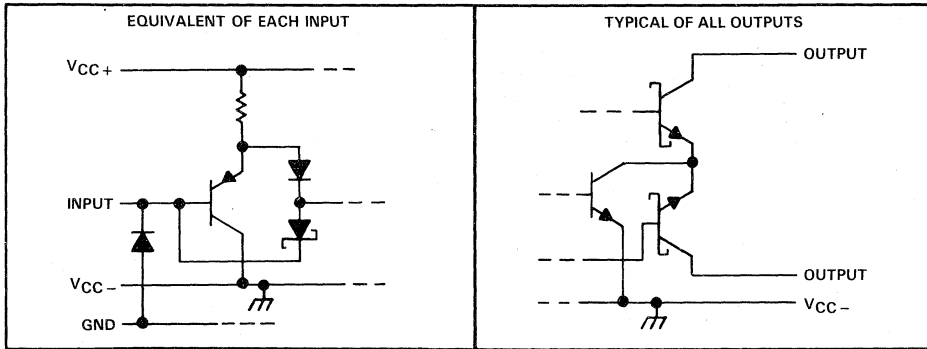 EQUIVALENT OF EACH INPUT
VCC+
INPUT
VCC−
GND
TYPICAL OF ALL OUTPUTS
OUTPUT
OUTPUT
VCC−